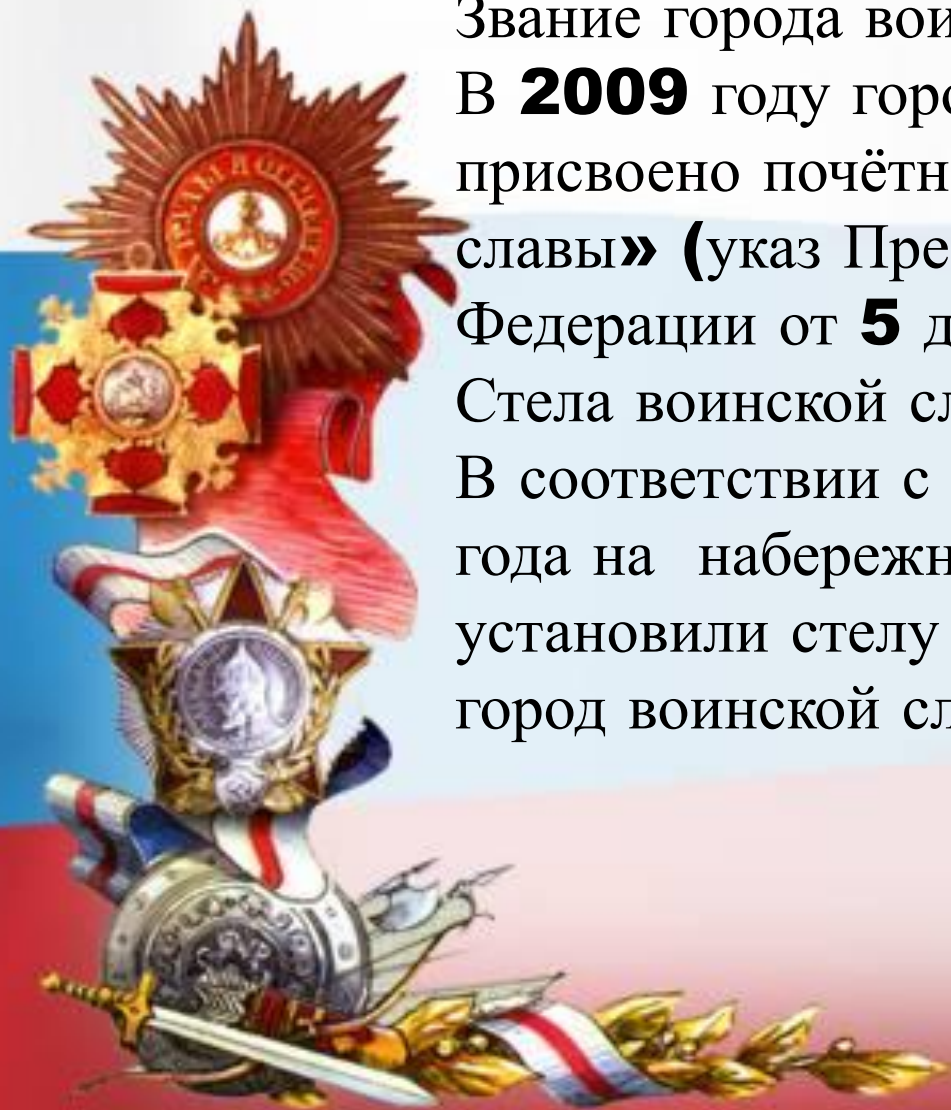 Звание города вои
В 2009 году горо
присвоено почётн
славы» (указ Пре
Федерации от 5 д
Стела воинской сл
В соответствии с
года на набережн
установили стелу
город воинской сл